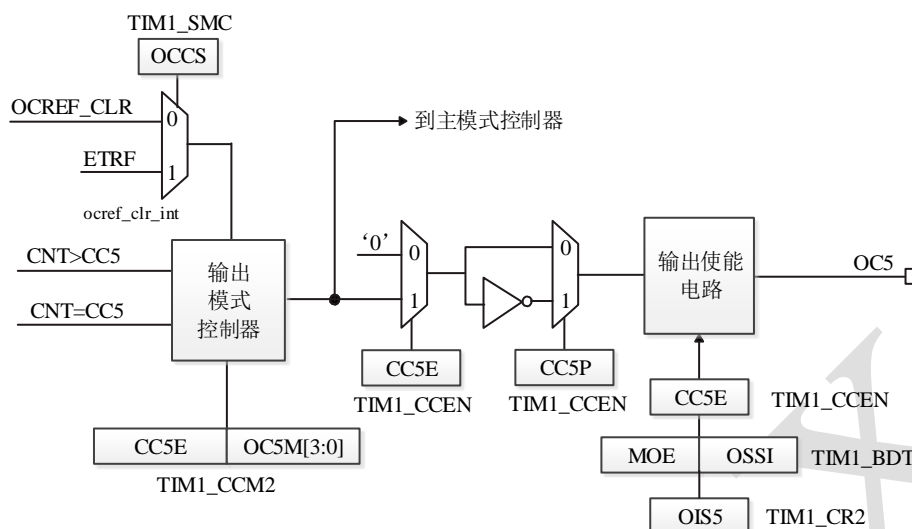 TIM1_SMC
OCCS
OCREF_CLR
0
到主模式控制器
ETRF
1
ocref_clr_int
CNT>CC5
‘0’
0
0
输出
模式
控制器
输出使能
电路
OC5
CNT=CC5
1
1
CC5E
CC5P
TIM1_CCEN
TIM1_CCEN
CC5E
TIM1_CCEN
CC5E
OC5M[3:0]
MOE
OSSI
TIM1_BDT
TIM1_CCM2
OIS5
TIM1_CR2